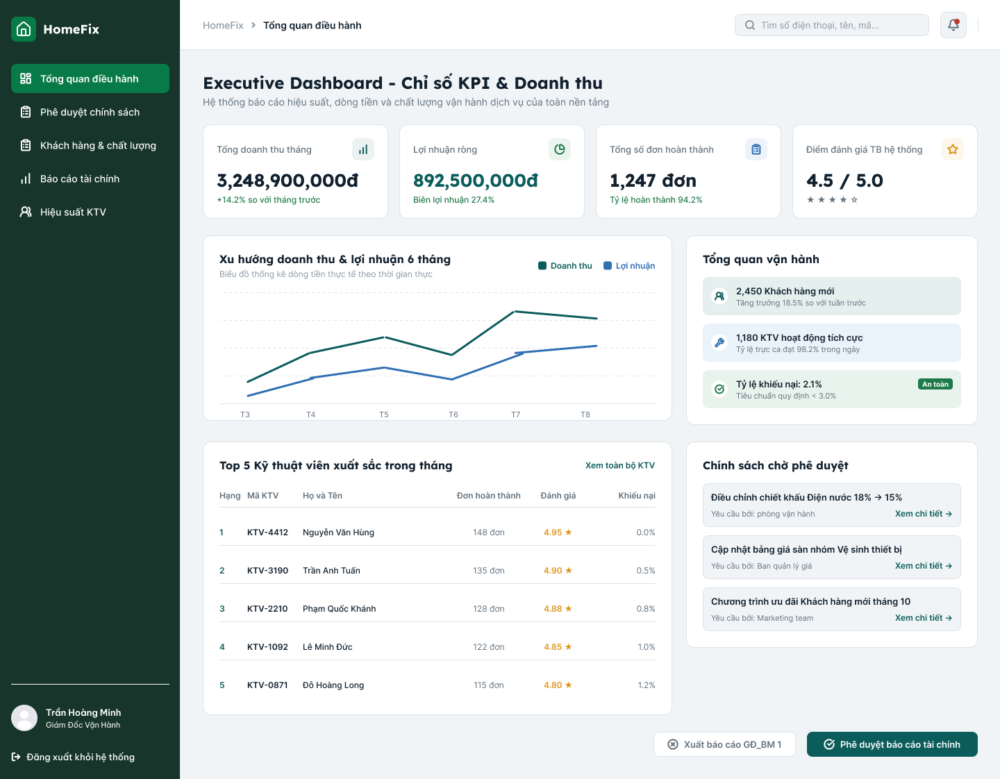 HomeFix
Tổng quan điều hành
Phê duyệt chính sách
Khách hàng & chất lượng
Báo cáo tài chính
Hiệu suất KTV
Trần Hoàng Minh
Giám Đốc Vận Hành
Đăng xuất khỏi hệ thống
HomeFix > Tổng quan điều hành
Tìm số điện thoại, tên, mã...
Executive Dashboard - Chỉ số KPI & Doanh thu
Hệ thống báo cáo hiệu suất, dòng tiền và chất lượng vận hành dịch vụ của toàn nền tảng
Tổng doanh thu tháng
3,248,900,000đ
+14.2% so với tháng trước
Lợi nhuận ròng
892,500,000đ
Biên lợi nhuận 27.4%
Tổng số đơn hoàn thành
1,247 đơn
Tỷ lệ hoàn thành 94.2%
Điểm đánh giá TB hệ thống
4.5 / 5.0
★ ★ ★ ★ ☆
Xu hướng doanh thu & lợi nhuận 6 tháng
Biểu đồ thống kê dòng tiền thực tế theo thời gian thực
Doanh thu Lợi nhuận
T3 T4 T5 T6 T7 T8
Tổng quan vận hành
2,450 Khách hàng mới
Tăng trưởng 18.5% so với tuần trước
1,180 KTV hoạt động tích cực
Tỷ lệ trực ca đạt 98.2% trong ngày
Tỷ lệ khiếu nại: 2.1% An toàn
Tiêu chuẩn quy định < 3.0%
Top 5 Kỹ thuật viên xuất sắc trong tháng Xem toàn bộ KTV
Hạng Mã KTV Họ và Tên Đơn hoàn thành Đánh giá Khiếu nại
1 KTV-4412 Nguyễn Văn Hùng 148 đơn 4.95 ★ 0.0%
2 KTV-3190 Trần Anh Tuấn 135 đơn 4.90 ★ 0.5%
3 KTV-2210 Phạm Quốc Khánh 128 đơn 4.88 ★ 0.8%
4 KTV-1092 Lê Minh Đức 122 đơn 4.85 ★ 1.0%
5 KTV-0871 Đỗ Hoàng Long 115 đơn 4.80 ★ 1.2%
Chính sách chờ phê duyệt
Điều chỉnh chiết khấu Điện nước 18% → 15%
Yêu cầu bởi: phòng vận hành Xem chi tiết →
Cập nhật bảng giá sàn nhóm Vệ sinh thiết bị
Yêu cầu bởi: Ban quản lý giá Xem chi tiết →
Chương trình ưu đãi Khách hàng mới tháng 10
Yêu cầu bởi: Marketing team Xem chi tiết →
Xuất báo cáo GĐ_BM 1
Phê duyệt báo cáo tài chính